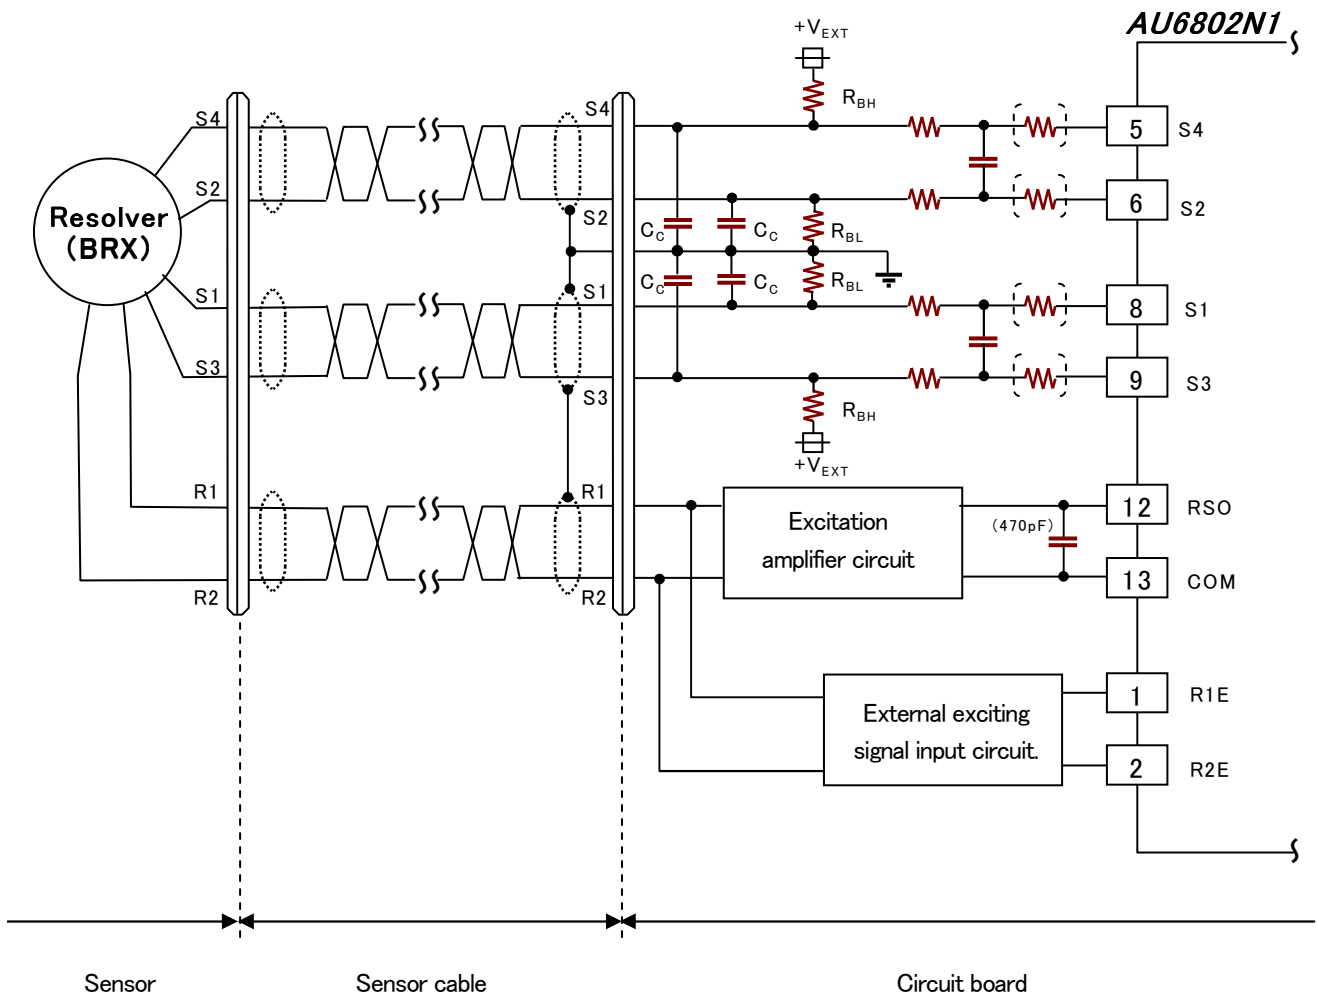 AU6802N1
+VEXT
RBH
S4
S4
5
S4
S2
S2
6
S2
Resolver
(BRX)
CC
CC
RBL
CC
CC
RBL
S1
S1
8
S1
S3
S3
9
S3
RBH
+VEXT
R1
R1
Excitation
amplifier circuit
(470pF)
12
RSO
R2
R2
13
COM
External exciting
signal input circuit.
1
R1E
2
R2E
Sensor
Sensor cable
Circuit board